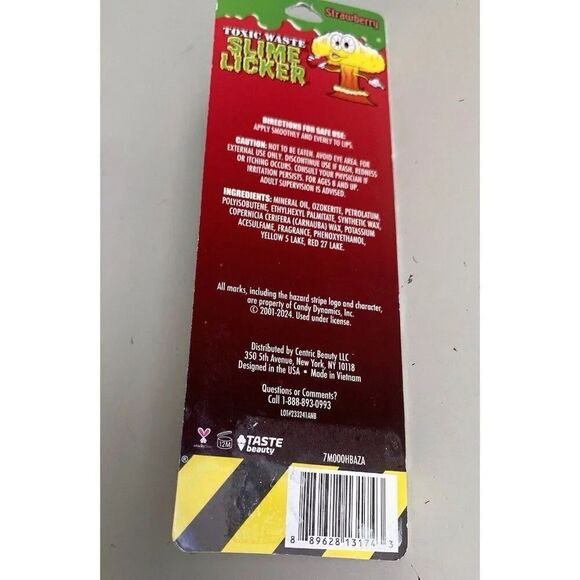 Strawberry
TOXIC WASTE
SLIME
LICKER
DIRECTIONS FOR SAFE USE:
APPLY SMOOTHLY AND EVENLY TO LIPS.
CAUTION: NOT TO BE EATEN. AVOID EYE AREA. FOR
EXTERNAL USE ONLY. DISCONTINUE USE IF RASH, REDNESS
OR ITCHING OCCURS. CONSULT YOUR PHYSICIAN IF
IRRITATION PERSISTS. FOR AGES 8 AND UP.
ADULT SUPERVISION IS ADVISED.
INGREDIENTS: MINERAL OIL, OZOKERITE, PETROLATUM,
POLYISOBUTENE, ETHYLHEXYL PALMITATE, SYNTHETIC WAX,
COPERNICIA CERIFERA (CARNAUBA) WAX, POTASSIUM
ACESULFAME, FRAGRANCE, PHENOXYETHANOL,
YELLOW 5 LAKE, RED 27 LAKE.
All marks, including the hazard stripe logo and character,
are property of Candy Dynamics, Inc.
© 2001-2024. Used under license.
Distributed by Centric Beauty LLC
350 5th Avenue, New York, NY 10118
Designed in the USA • Made in Vietnam
Questions or Comments?
Call 1-888-893-0993
LOT#233241ANB
12M
TASTE
beauty
7M000HBAZA
®
8 89628 13174 3